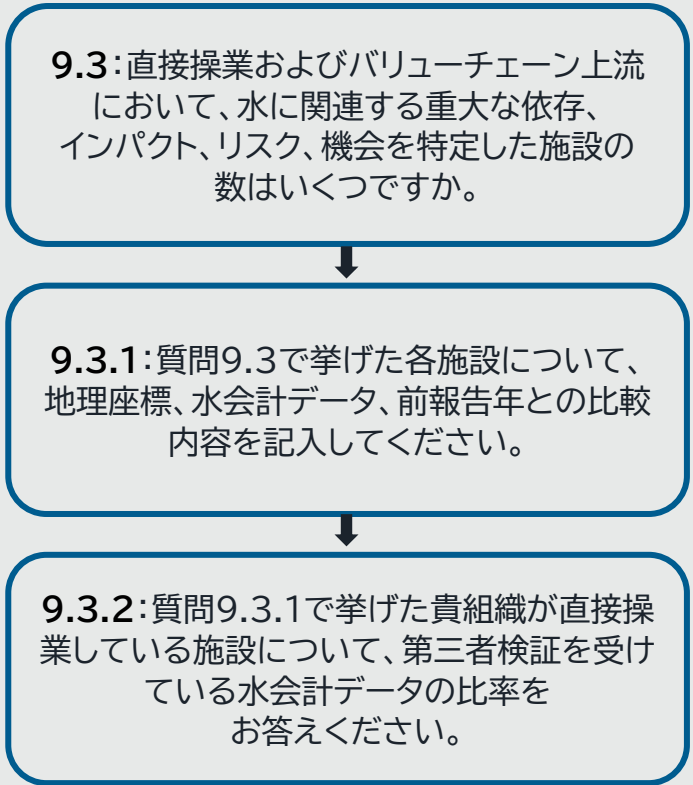 9.3：直接操業およびバリューチェーン上流
において、水に関連する重大な依存、
インパクト、リスク、機会を特定した施設の
数はいくつですか。
9.3.1：質問9.3で挙げた各施設について、
地理座標、水会計データ、前報告年との比較
内容を記入してください。
9.3.2：質問9.3.1で挙げた貴組織が直接操
業している施設について、第三者検証を受け
ている水会計データの比率を
お答えください。